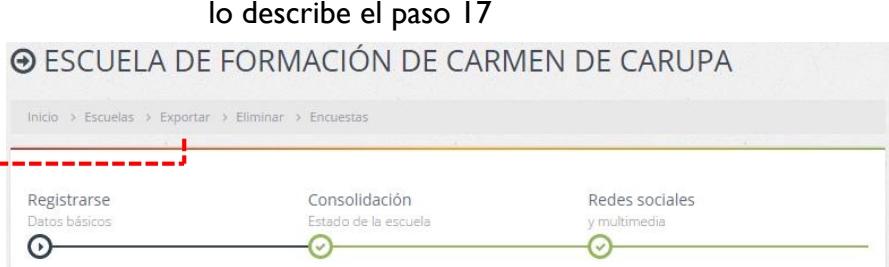 lo describe el paso 17
ESCUELA DE FORMACIÓN DE CARMEN DE CARUPA
Inicio > Escuelas > Exportar > Eliminar > Encuestas
Registrarse Consolidación Redes sociales
Datos básicos Estado de la escuela y multimedia